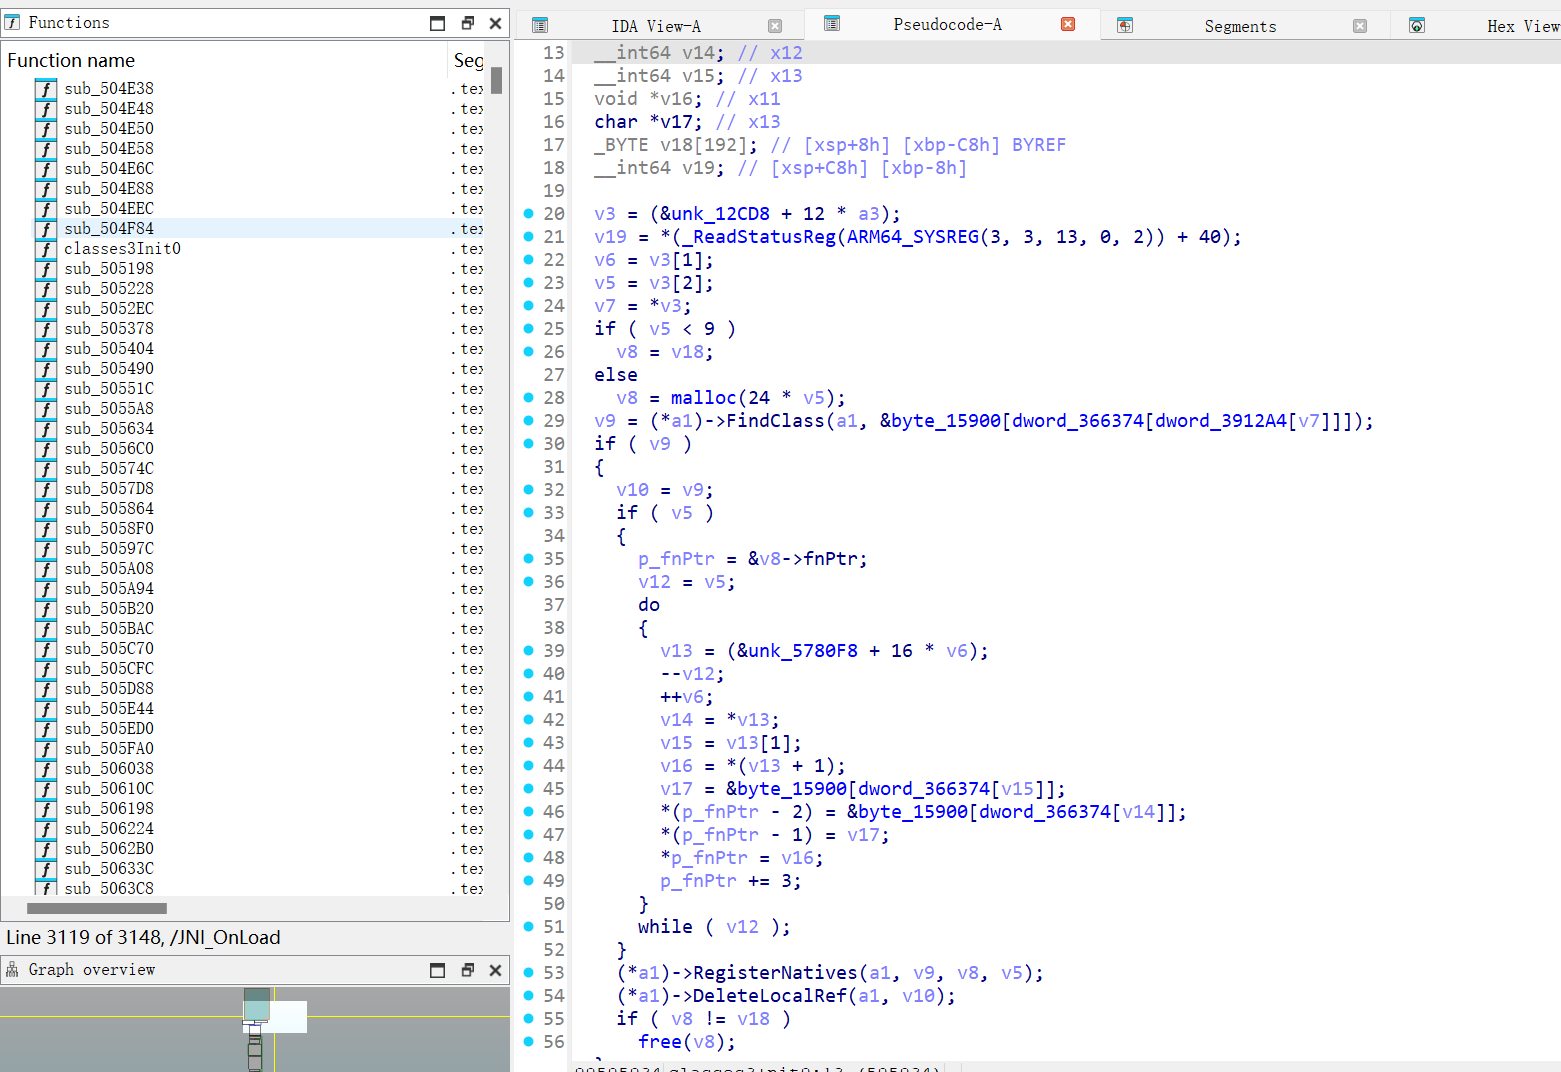 Functions
Function name Seg
sub_504E38 .tex
sub_504E48 .tex
sub_504E50 .tex
sub_504E58 .tex
sub_504E6C .tex
sub_504E88 .tex
sub_504EEC .tex
sub_504F84 .tex
classes3Init0 .tex
sub_505198 .tex
sub_505228 .tex
sub_5052EC .tex
sub_505378 .tex
sub_505404 .tex
sub_505490 .tex
sub_50551C .tex
sub_5055A8 .tex
sub_505634 .tex
sub_5056C0 .tex
sub_50574C .tex
sub_5057D8 .tex
sub_505864 .tex
sub_5058F0 .tex
sub_50597C .tex
sub_505A08 .tex
sub_505A94 .tex
sub_505B20 .tex
sub_505BAC .tex
sub_505C70 .tex
sub_505CFC .tex
sub_505D88 .tex
sub_505E44 .tex
sub_505ED0 .tex
sub_505FA0 .tex
sub_506038 .tex
sub_50610C .tex
sub_506198 .tex
sub_506224 .tex
sub_5062B0 .tex
sub_50633C .tex
sub_5063C8 .tex
Line 3119 of 3148, /JNI_OnLoad
Graph overview
IDA View-A Pseudocode-A Segments Hex View
13 __int64 v14; // x12
14 __int64 v15; // x13
15 void *v16; // x11
16 char *v17; // x13
17 _BYTE v18[192]; // [xsp+8h] [xbp-C8h] BYREF
18 __int64 v19; // [xsp+C8h] [xbp-8h]
19
20 v3 = (&unk_12CD8 + 12 * a3);
21 v19 = *(_ReadStatusReg(ARM64_SYSREG(3, 3, 13, 0, 2)) + 40);
22 v6 = v3[1];
23 v5 = v3[2];
24 v7 = *v3;
25 if ( v5 < 9 )
26 v8 = v18;
27 else
28 v8 = malloc(24 * v5);
29 v9 = (*a1)->FindClass(a1, &byte_15900[dword_366374[dword_3912A4[v7]]]);
30 if ( v9 )
31 {
32 v10 = v9;
33 if ( v5 )
34 {
35 p_fnPtr = &v8->fnPtr;
36 v12 = v5;
37 do
38 {
39 v13 = (&unk_5780F8 + 16 * v6);
40 --v12;
41 ++v6;
42 v14 = *v13;
43 v15 = v13[1];
44 v16 = *(v13 + 1);
45 v17 = &byte_15900[dword_366374[v15]];
46 *(p_fnPtr - 2) = &byte_15900[dword_366374[v14]];
47 *(p_fnPtr - 1) = v17;
48 *p_fnPtr = v16;
49 p_fnPtr += 3;
50 }
51 while ( v12 );
52 }
53 (*a1)->RegisterNatives(a1, v9, v8, v5);
54 (*a1)->DeleteLocalRef(a1, v10);
55 if ( v8 != v18 )
56 free(v8);